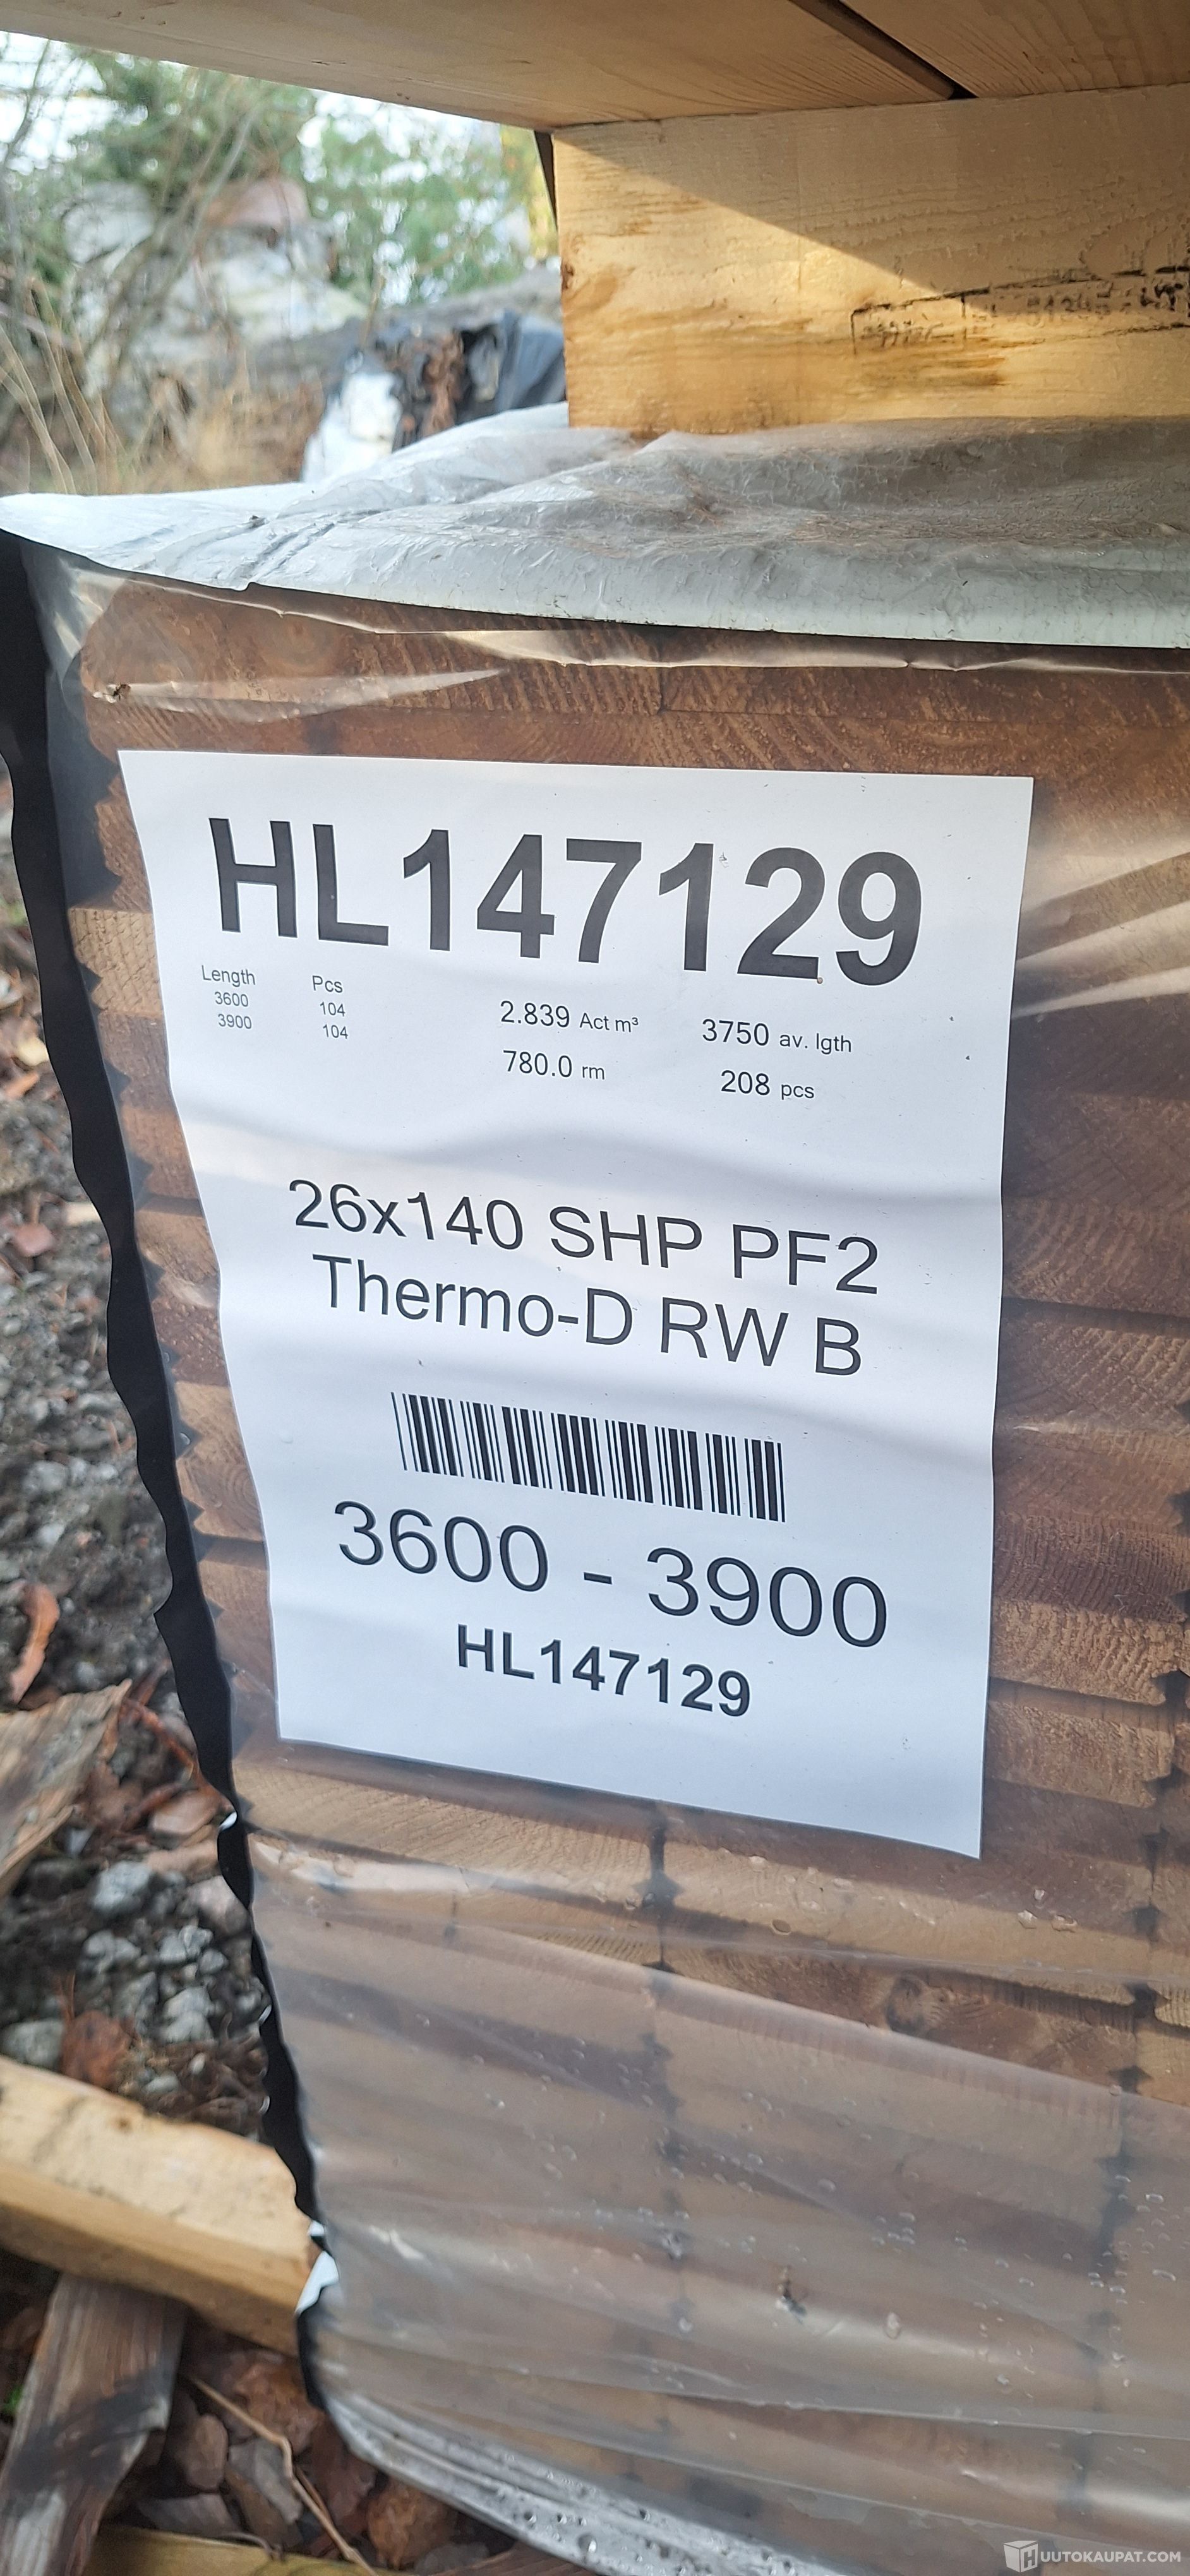 HL147129
Length Pcs
3600 104
3900 104
2.839 Act m³ 3750 av. lgth
780.0 rm 208 pcs
26x140 SHP PF2
Thermo-D RW B
3600 - 3900
HL147129
HUUTOKAUPAT.COM